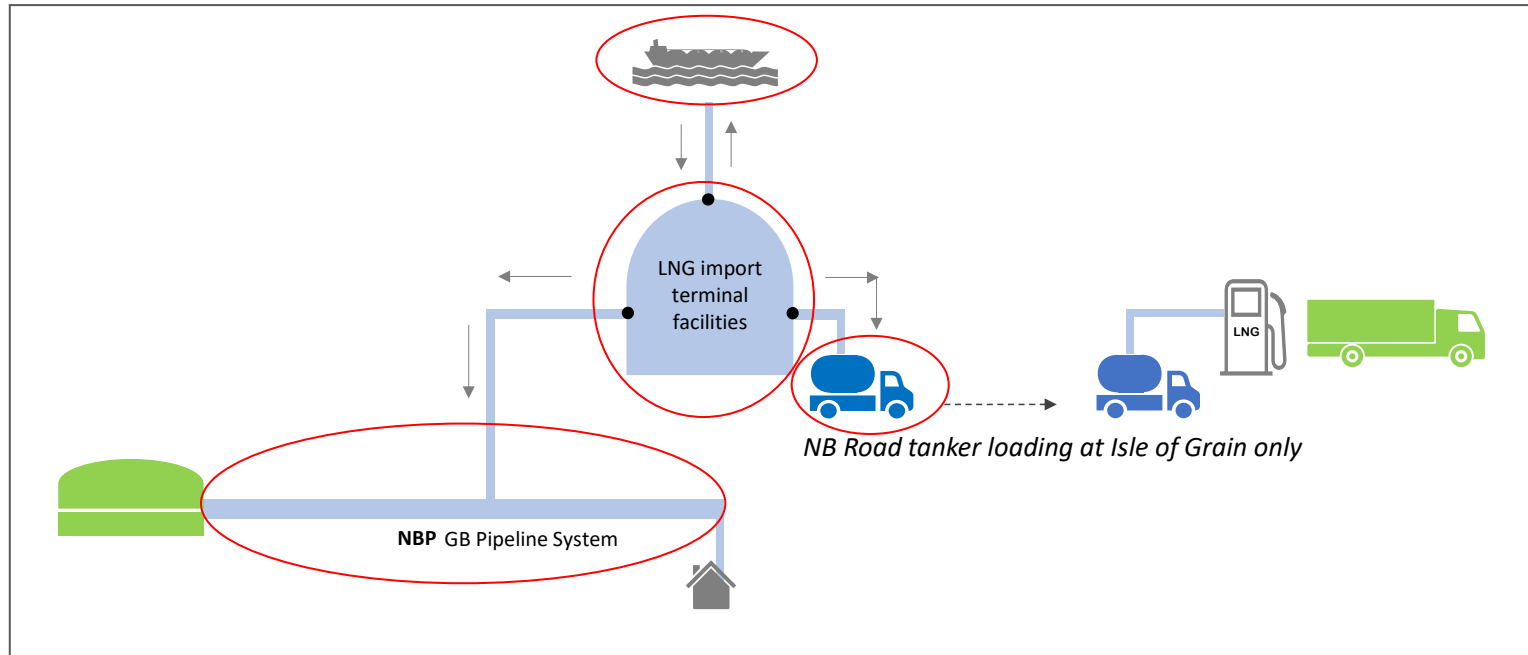 LNG import
terminal
facilities
LNG
NB Road tanker loading at Isle of Grain only
NBP GB Pipeline System